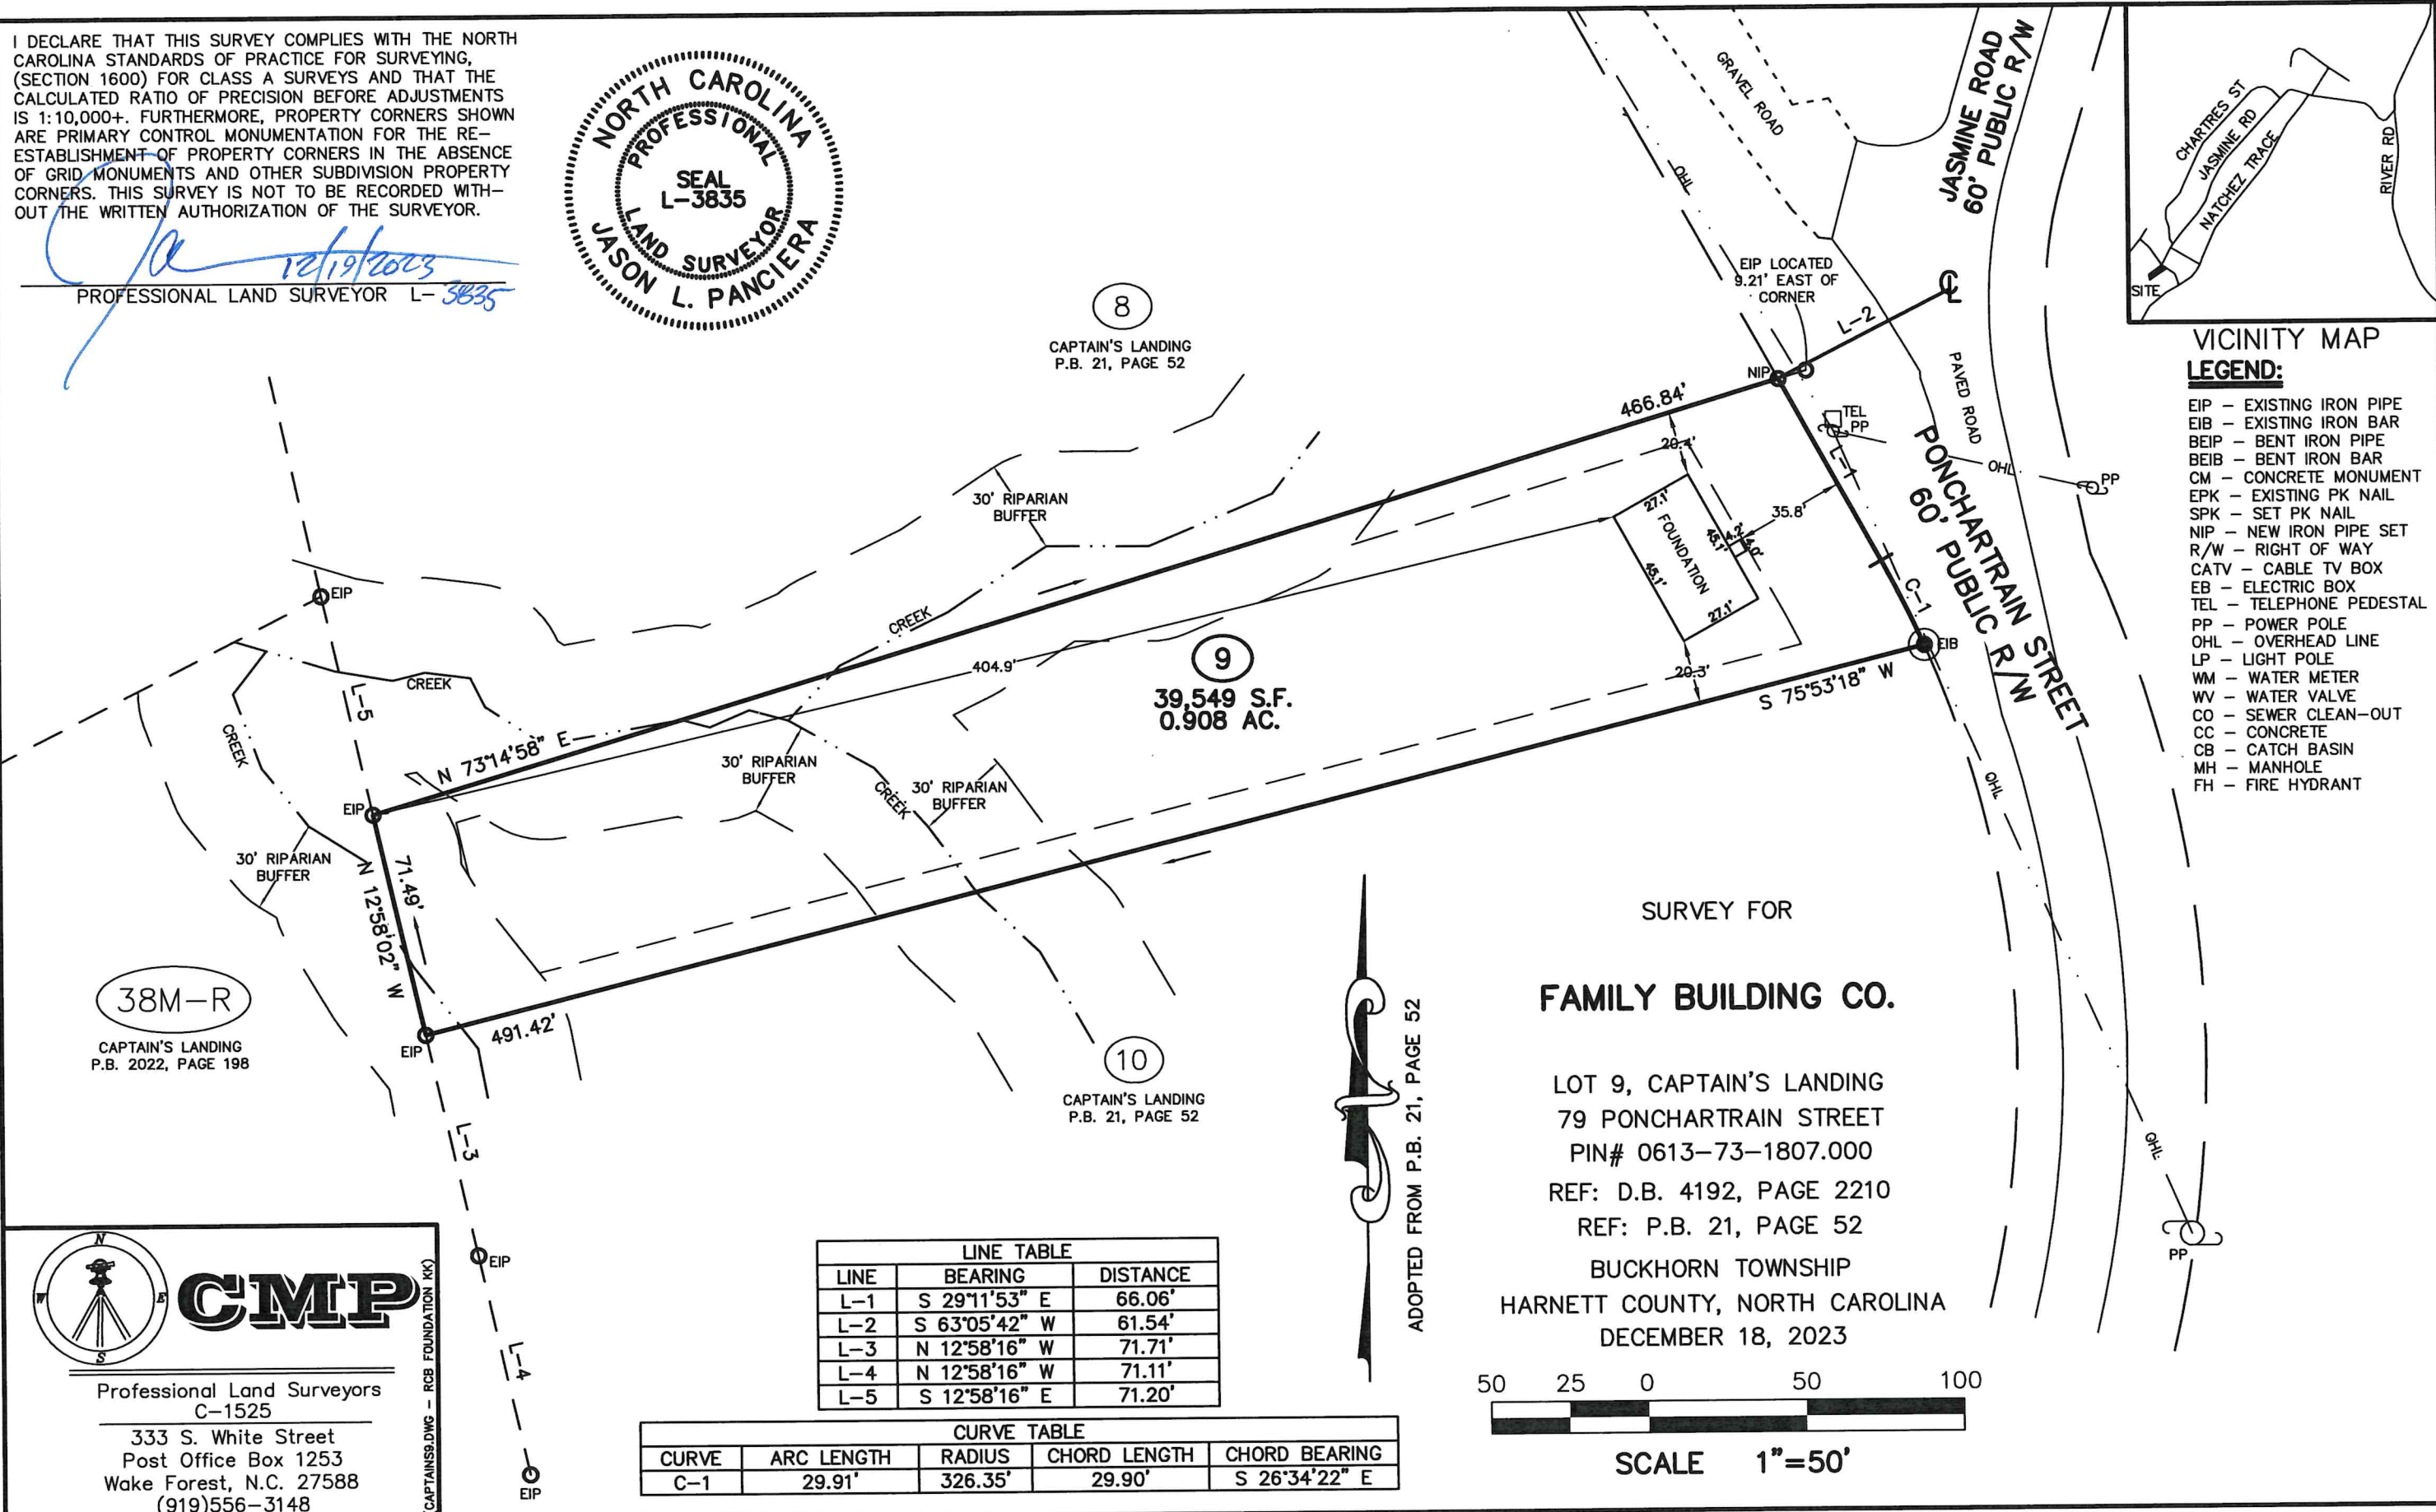 I DECLARE THAT THIS SURVEY COMPLIES WITH THE NORTH
CAROLINA STANDARDS OF PRACTICE FOR SURVEYING,
(SECTION 1600) FOR CLASS A SURVEYS AND THAT THE
CALCULATED RATIO OF PRECISION BEFORE ADJUSTMENTS
IS 1:10,000+. FURTHERMORE, PROPERTY CORNERS SHOWN
ARE PRIMARY CONTROL MONUMENTATION FOR THE RE-
ESTABLISHMENT OF PROPERTY CORNERS IN THE ABSENCE
OF GRID MONUMENTS AND OTHER SUBDIVISION PROPERTY
CORNERS. THIS SURVEY IS NOT TO BE RECORDED WITH-
OUT THE WRITTEN AUTHORIZATION OF THE SURVEYOR.
12/19/2023
PROFESSIONAL LAND SURVEYOR L- 3835
NORTH CAROLINA
PROFESSIONAL
SEAL
L-3835
LAND SURVEYOR
JASON L. PANCIERA
8
CAPTAIN'S LANDING
P.B. 21, PAGE 52
GRAVEL ROAD
OHL
JASMINE ROAD
60' PUBLIC R/W
EIP LOCATED
9.21' EAST OF
CORNER
L-2
NIP
PAVED ROAD
TEL
PP
L-1
OHL
PP
PONCHARTRAIN STREET
60' PUBLIC R/W
C-1
EIB
OHL
OHL
PP
CHARTRES ST
JASMINE RD
NATCHEZ TRACE
RIVER RD
SITE
VICINITY MAP
LEGEND:
EIP - EXISTING IRON PIPE
EIB - EXISTING IRON BAR
BEIP - BENT IRON PIPE
BEIB - BENT IRON BAR
CM - CONCRETE MONUMENT
EPK - EXISTING PK NAIL
SPK - SET PK NAIL
NIP - NEW IRON PIPE SET
R/W - RIGHT OF WAY
CATV - CABLE TV BOX
EB - ELECTRIC BOX
TEL - TELEPHONE PEDESTAL
PP - POWER POLE
OHL - OVERHEAD LINE
LP - LIGHT POLE
WM - WATER METER
WV - WATER VALVE
CO - SEWER CLEAN-OUT
CC - CONCRETE
CB - CATCH BASIN
MH - MANHOLE
FH - FIRE HYDRANT
466.84'
20.4'
27.1'
FOUNDATION
45.1'
4.2'
4.0'
35.8'
45.1'
27.1'
20.3'
S 75°53'18" W
30' RIPARIAN
BUFFER
CREEK
404.9'
9
39,549 S.F.
0.908 AC.
EIP
L-5
CREEK
CREEK
N 73°14'58" E
30' RIPARIAN
BUFFER
CREEK
30' RIPARIAN
BUFFER
EIP
30' RIPARIAN
BUFFER
71.49'
N 12°58'02" W
EIP
491.42'
38M-R
CAPTAIN'S LANDING
P.B. 2022, PAGE 198
10
CAPTAIN'S LANDING
P.B. 21, PAGE 52
L-3
EIP
L-4
EIP
ADOPTED FROM P.B. 21, PAGE 52
SURVEY FOR
FAMILY BUILDING CO.
LOT 9, CAPTAIN'S LANDING
79 PONCHARTRAIN STREET
PIN# 0613-73-1807.000
REF: D.B. 4192, PAGE 2210
REF: P.B. 21, PAGE 52
BUCKHORN TOWNSHIP
HARNETT COUNTY, NORTH CAROLINA
DECEMBER 18, 2023
50 25 0 50 100
SCALE 1"=50'
LINE TABLE
LINE BEARING DISTANCE
L-1 S 29°11'53" E 66.06'
L-2 S 63°05'42" W 61.54'
L-3 N 12°58'16" W 71.71'
L-4 N 12°58'16" W 71.11'
L-5 S 12°58'16" E 71.20'
CURVE TABLE
CURVE ARC LENGTH RADIUS CHORD LENGTH CHORD BEARING
C-1 29.91' 326.35' 29.90' S 26°34'22" E
N
W
E
S
CMP
Professional Land Surveyors
C-1525
333 S. White Street
Post Office Box 1253
Wake Forest, N.C. 27588
(919)556-3148
(CAPTAINS9.DWG - RCB FOUNDATION KK)